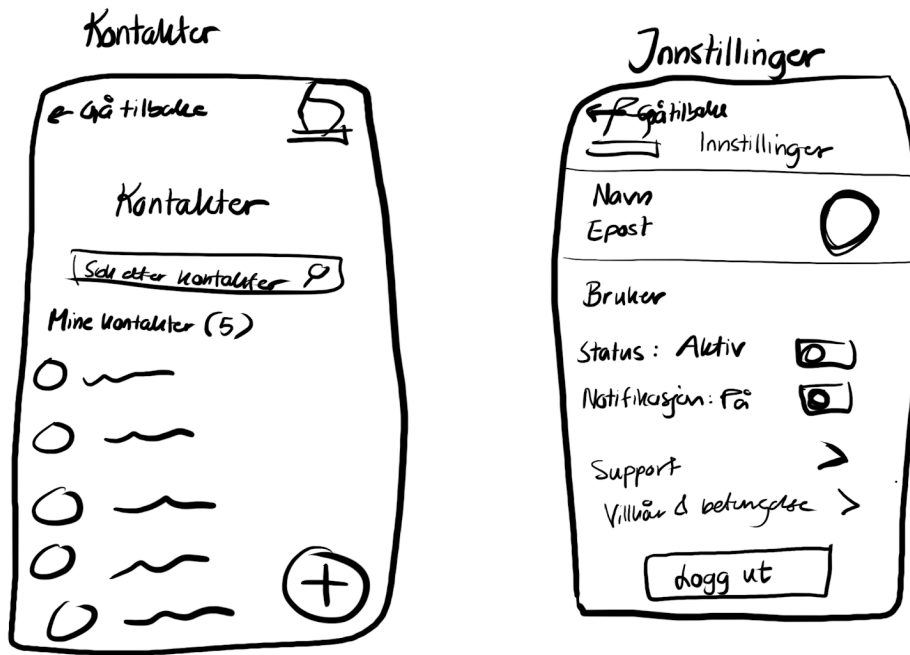 Kontakter
← Gå tilbake
Kontakter
Søk etter kontakter
Mine kontakter (5)
Innstillinger
← Gå tilbake
Innstillinger
Navn
Epost
Bruker
Status : Aktiv
Notifikasjon : På
Support >
Villkår & betingelse >
Logg ut